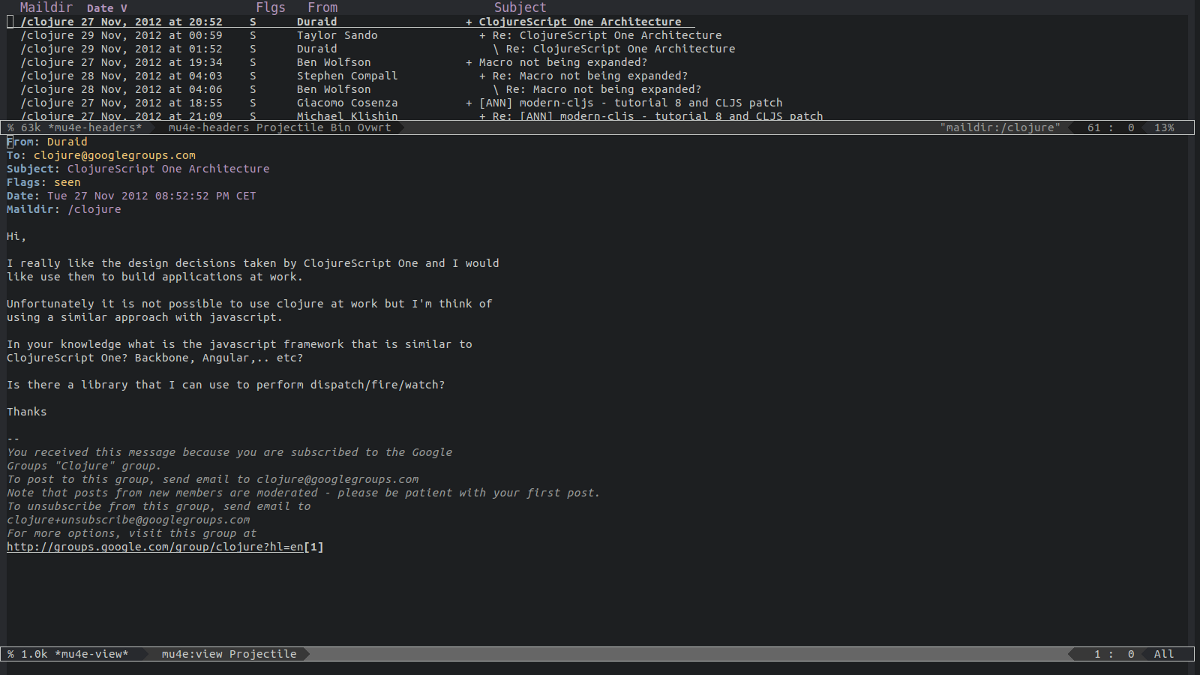 Maildir Date V Flgs From Subject
/clojure 27 Nov, 2012 at 20:52 S Duraid + ClojureScript One Architecture
/clojure 29 Nov, 2012 at 00:59 S Taylor Sando + Re: ClojureScript One Architecture
/clojure 29 Nov, 2012 at 01:52 S Duraid \ Re: ClojureScript One Architecture
/clojure 27 Nov, 2012 at 19:34 S Ben Wolfson + Macro not being expanded?
/clojure 28 Nov, 2012 at 04:03 S Stephen Compall + Re: Macro not being expanded?
/clojure 28 Nov, 2012 at 04:06 S Ben Wolfson \ Re: Macro not being expanded?
/clojure 27 Nov, 2012 at 18:55 S Giacomo Cosenza + [ANN] modern-cljs - tutorial 8 and CLJS patch
/clojure 27 Nov, 2012 at 21:09 S Michael Klishin + Re: [ANN] modern-cljs - tutorial 8 and CLJS patch
% 63k *mu4e-headers* mu4e-headers Projectile Bin Ovwrt "maildir:/clojure" 61 : 0 13%
From: Duraid
To: clojure@googlegroups.com
Subject: ClojureScript One Architecture
Flags: seen
Date: Tue 27 Nov 2012 08:52:52 PM CET
Maildir: /clojure
Hi,
I really like the design decisions taken by ClojureScript One and I would
like use them to build applications at work.
Unfortunately it is not possible to use clojure at work but I'm think of
using a similar approach with javascript.
In your knowledge what is the javascript framework that is similar to
ClojureScript One? Backbone, Angular,.. etc?
Is there a library that I can use to perform dispatch/fire/watch?
Thanks
--
You received this message because you are subscribed to the Google
Groups "Clojure" group.
To post to this group, send email to clojure@googlegroups.com
Note that posts from new members are moderated - please be patient with your first post.
To unsubscribe from this group, send email to
clojure+unsubscribe@googlegroups.com
For more options, visit this group at
http://groups.google.com/group/clojure?hl=en[1]
% 1.0k *mu4e-view* mu4e:view Projectile 1 : 0 All